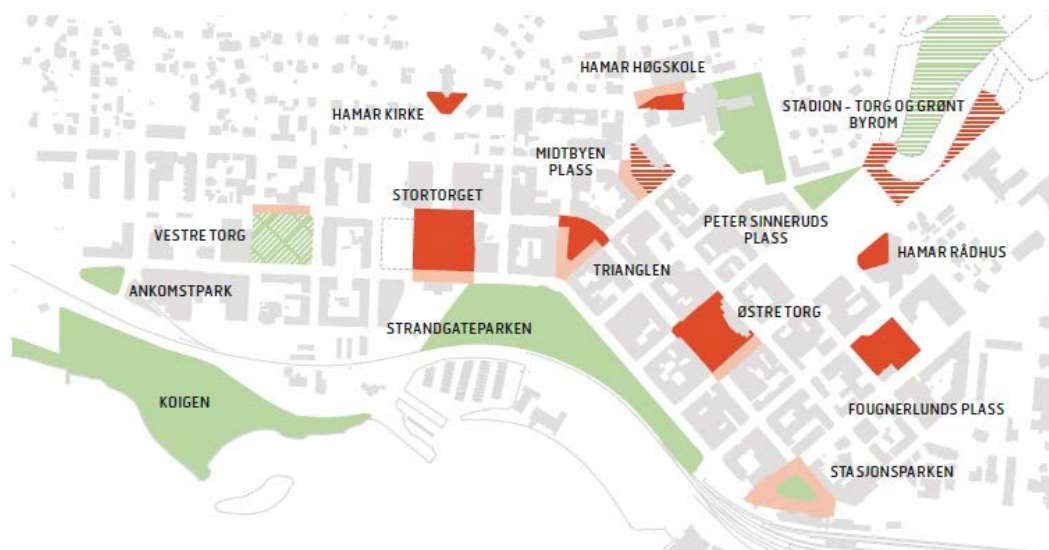 HAMAR HØGSKOLE
HAMAR KIRKE
STADION - TORG OG GRØNT
BYROM
MIDTBYEN
PLASS
STORTORGET
VESTRE TORG
PETER SINNERUDS
PLASS
HAMAR RÅDHUS
TRIANGLEN
ANKOMSTPARK
STRANDGATEPARKEN
ØSTRE TORG
KOIGEN
FOUGNERLUNDS PLASS
STASJONSPARKEN